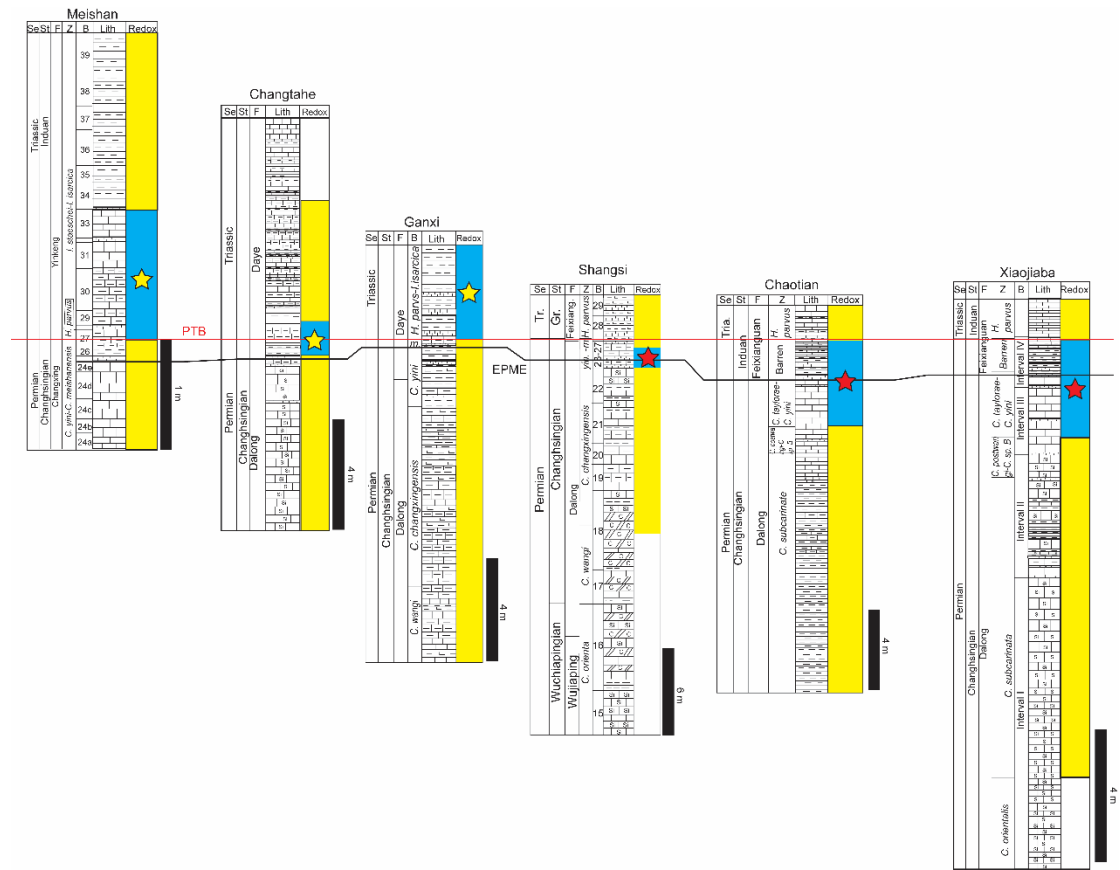 Meishan
Se St F Z B Lith Redox
Triassic
Induan
Yinkeng
I. staeschei-I. isarcica
H. parvus
39
38
37
36
35
34
33
31
30
29
27
26
24e
24d
24c
24b
24a
PTB
Permian
Changhsingian
Changxing
C. yini-C. meishanensis
1 m
Changtahe
Se St F Lith Redox
Triassic
Daye
Permian
Changhsingian
Dalong
4 m
Ganxi
Se St F B Lith Redox
Triassic
Daye
H. parvs-I.isarcica
m.
C. yini
C. changxingensis
C. wangi
Permian
Changhsingian
Dalong
4 m
EPME
Shangsi
Se St F Z B Lith Redox
Tr.
Gr.
Feixiang.
H. parvus
29
28
22
21
20
19
18
17
16
15
Permian
Changhsingian
Dalong
C. changxingensis
C. wangi
Wuchiapingian
Wujiaping
C. orienta
6 m
Chaotian
Se St F Z Lith Redox
Tria.
Induan
Feixianguan
H. parvus
Barren
C. taylorae-
C. yini
Permian
Changhsingian
Dalong
C. subcarinate
4 m
Xiaojiaba
Se St F Z B Lith Redox
Triassic
Induan
Feixianguan
H. parvus
Barren
Interval IV
C. taylorae-
C. yini
Interval III
C. postwan
gi-C. sp. B
Interval II
Permian
Changhsingian
Dalong
C. subcarinata
Interval I
C. orientalis
4 m